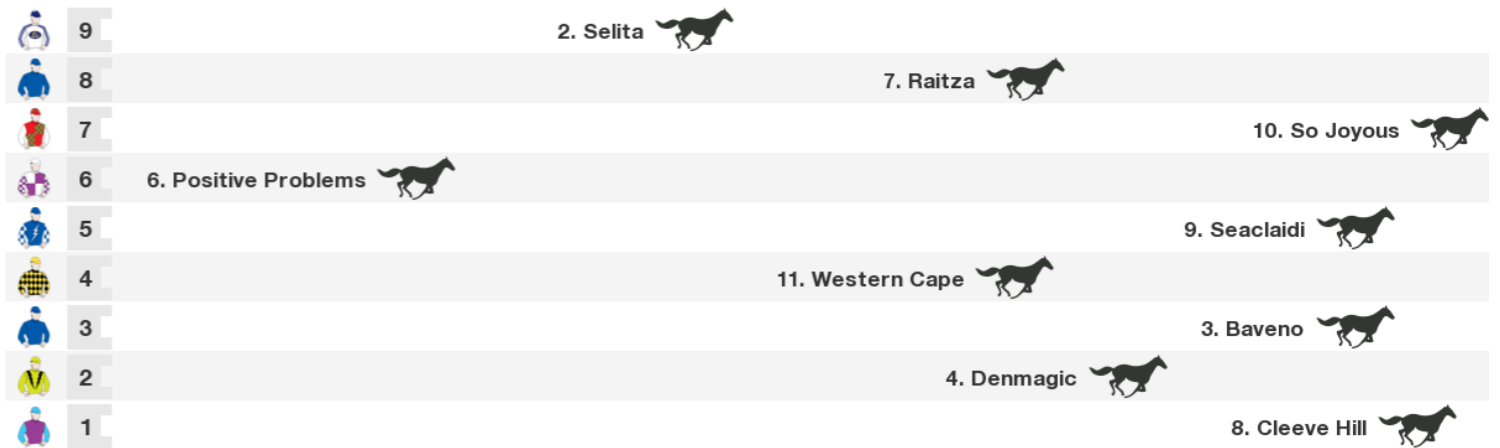 9 2. Selita
8 7. Raitza
7 10. So Joyous
6 6. Positive Problems
5 9. Seaclaidi
4 11. Western Cape
3 3. Baveno
2 4. Denmagic
1 8. Cleeve Hill